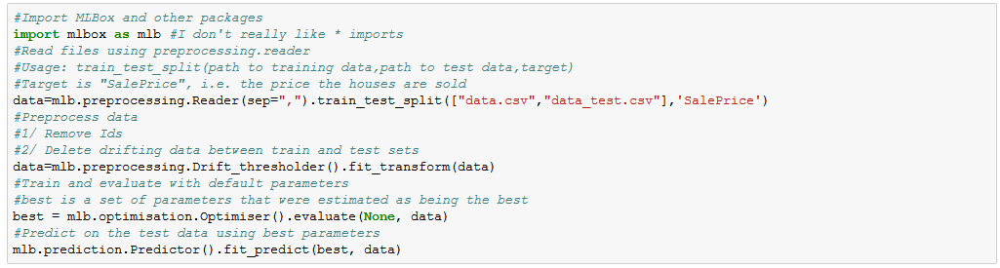 #Import MLBox and other packages
import mlbox as mlb #I don't really like * imports
#Read files using preprocessing.reader
#Usage: train_test_split(path to training data,path to test data,target)
#Target is "SalePrice", i.e. the price the houses are sold
data=mlb.preprocessing.Reader(sep=",").train_test_split(["data.csv","data_test.csv"],'SalePrice')
#Preprocess data
#1/ Remove Ids
#2/ Delete drifting data between train and test sets
data=mlb.preprocessing.Drift_thresholder().fit_transform(data)
#Train and evaluate with default parameters
#best is a set of parameters that were estimated as being the best
best = mlb.optimisation.Optimiser().evaluate(None, data)
#Predict on the test data using best parameters
mlb.prediction.Predictor().fit_predict(best, data)